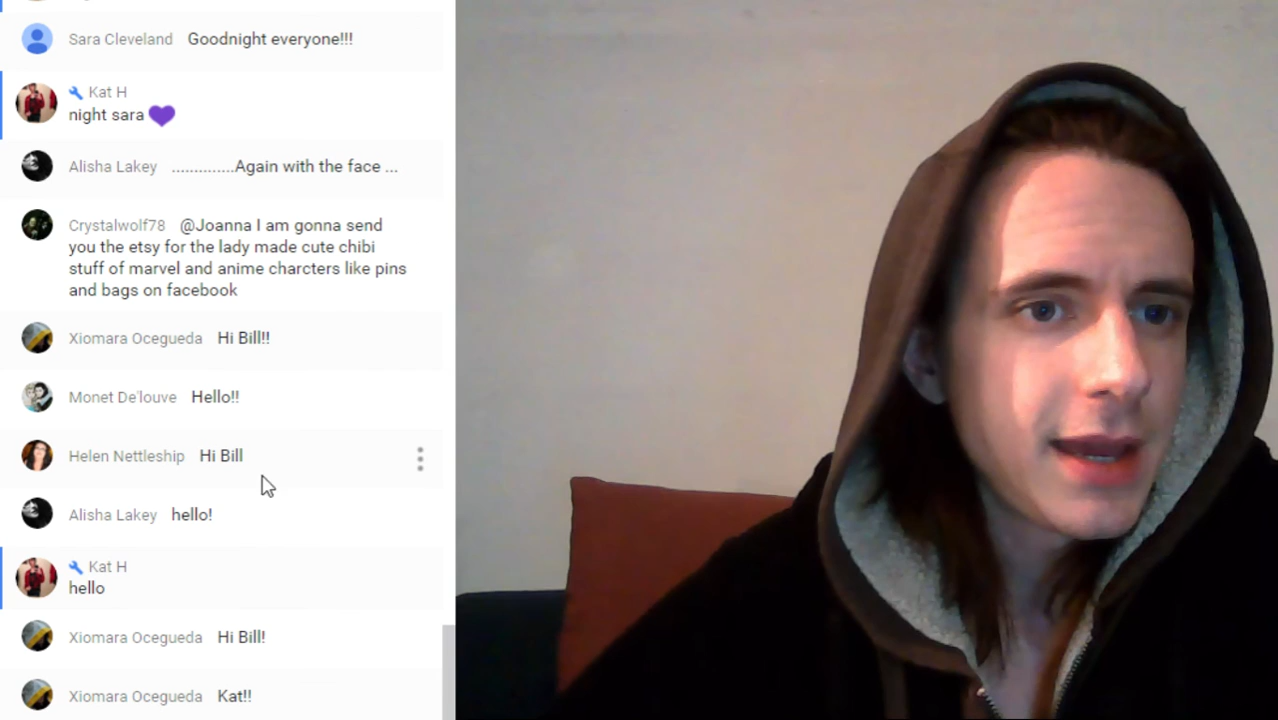 Sara Cleveland Goodnight everyone!!!
Kat H
night sara
Alisha Lakey ..............Again with the face ...
Crystalwolf78 @Joanna I am gonna send
you the etsy for the lady made cute chibi
stuff of marvel and anime charcters like pins
and bags on facebook
Xiomara Ocegueda Hi Bill!!
Monet De'louve Hello!!
Helen Nettleship Hi Bill
Alisha Lakey hello!
Kat H
hello
Xiomara Ocegueda Hi Bill!
Xiomara Ocegueda Kat!!